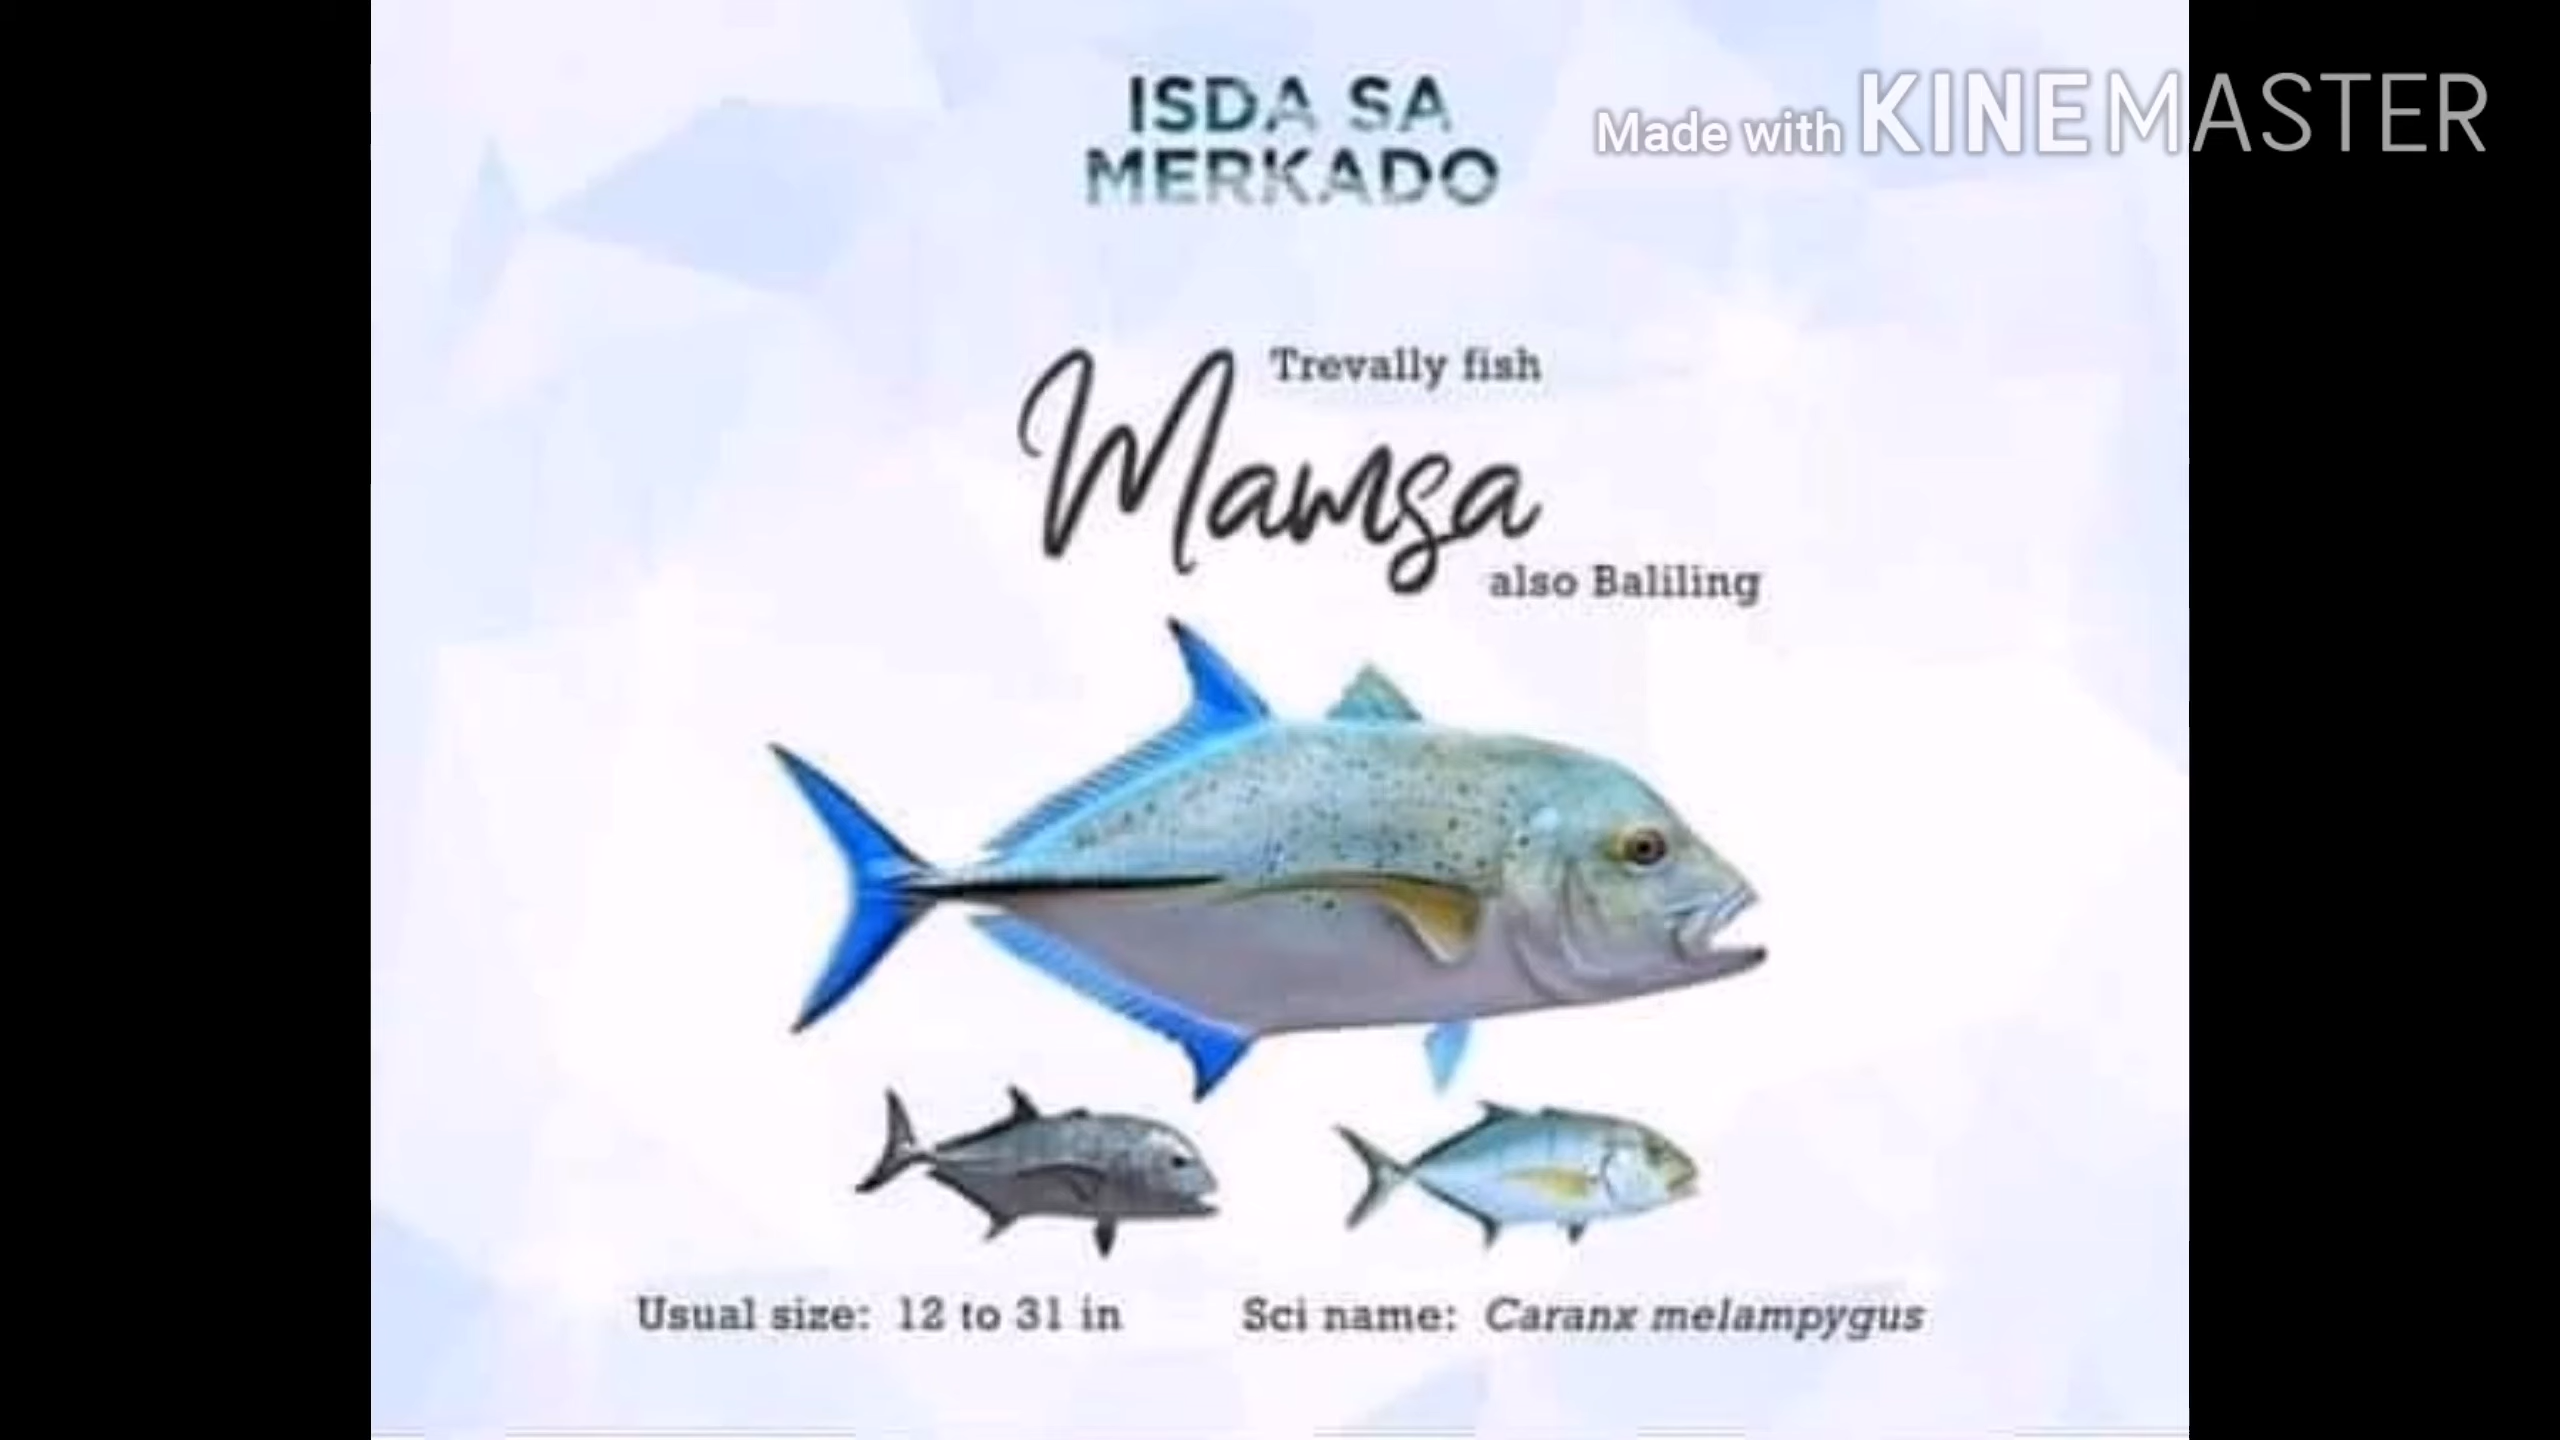 ISDA SA
MERKADO
Made with KINEMASTER
Trevally fish
Mamsa
also Baliling
Usual size: 12 to 31 in
Sci name: Caranx melampygus